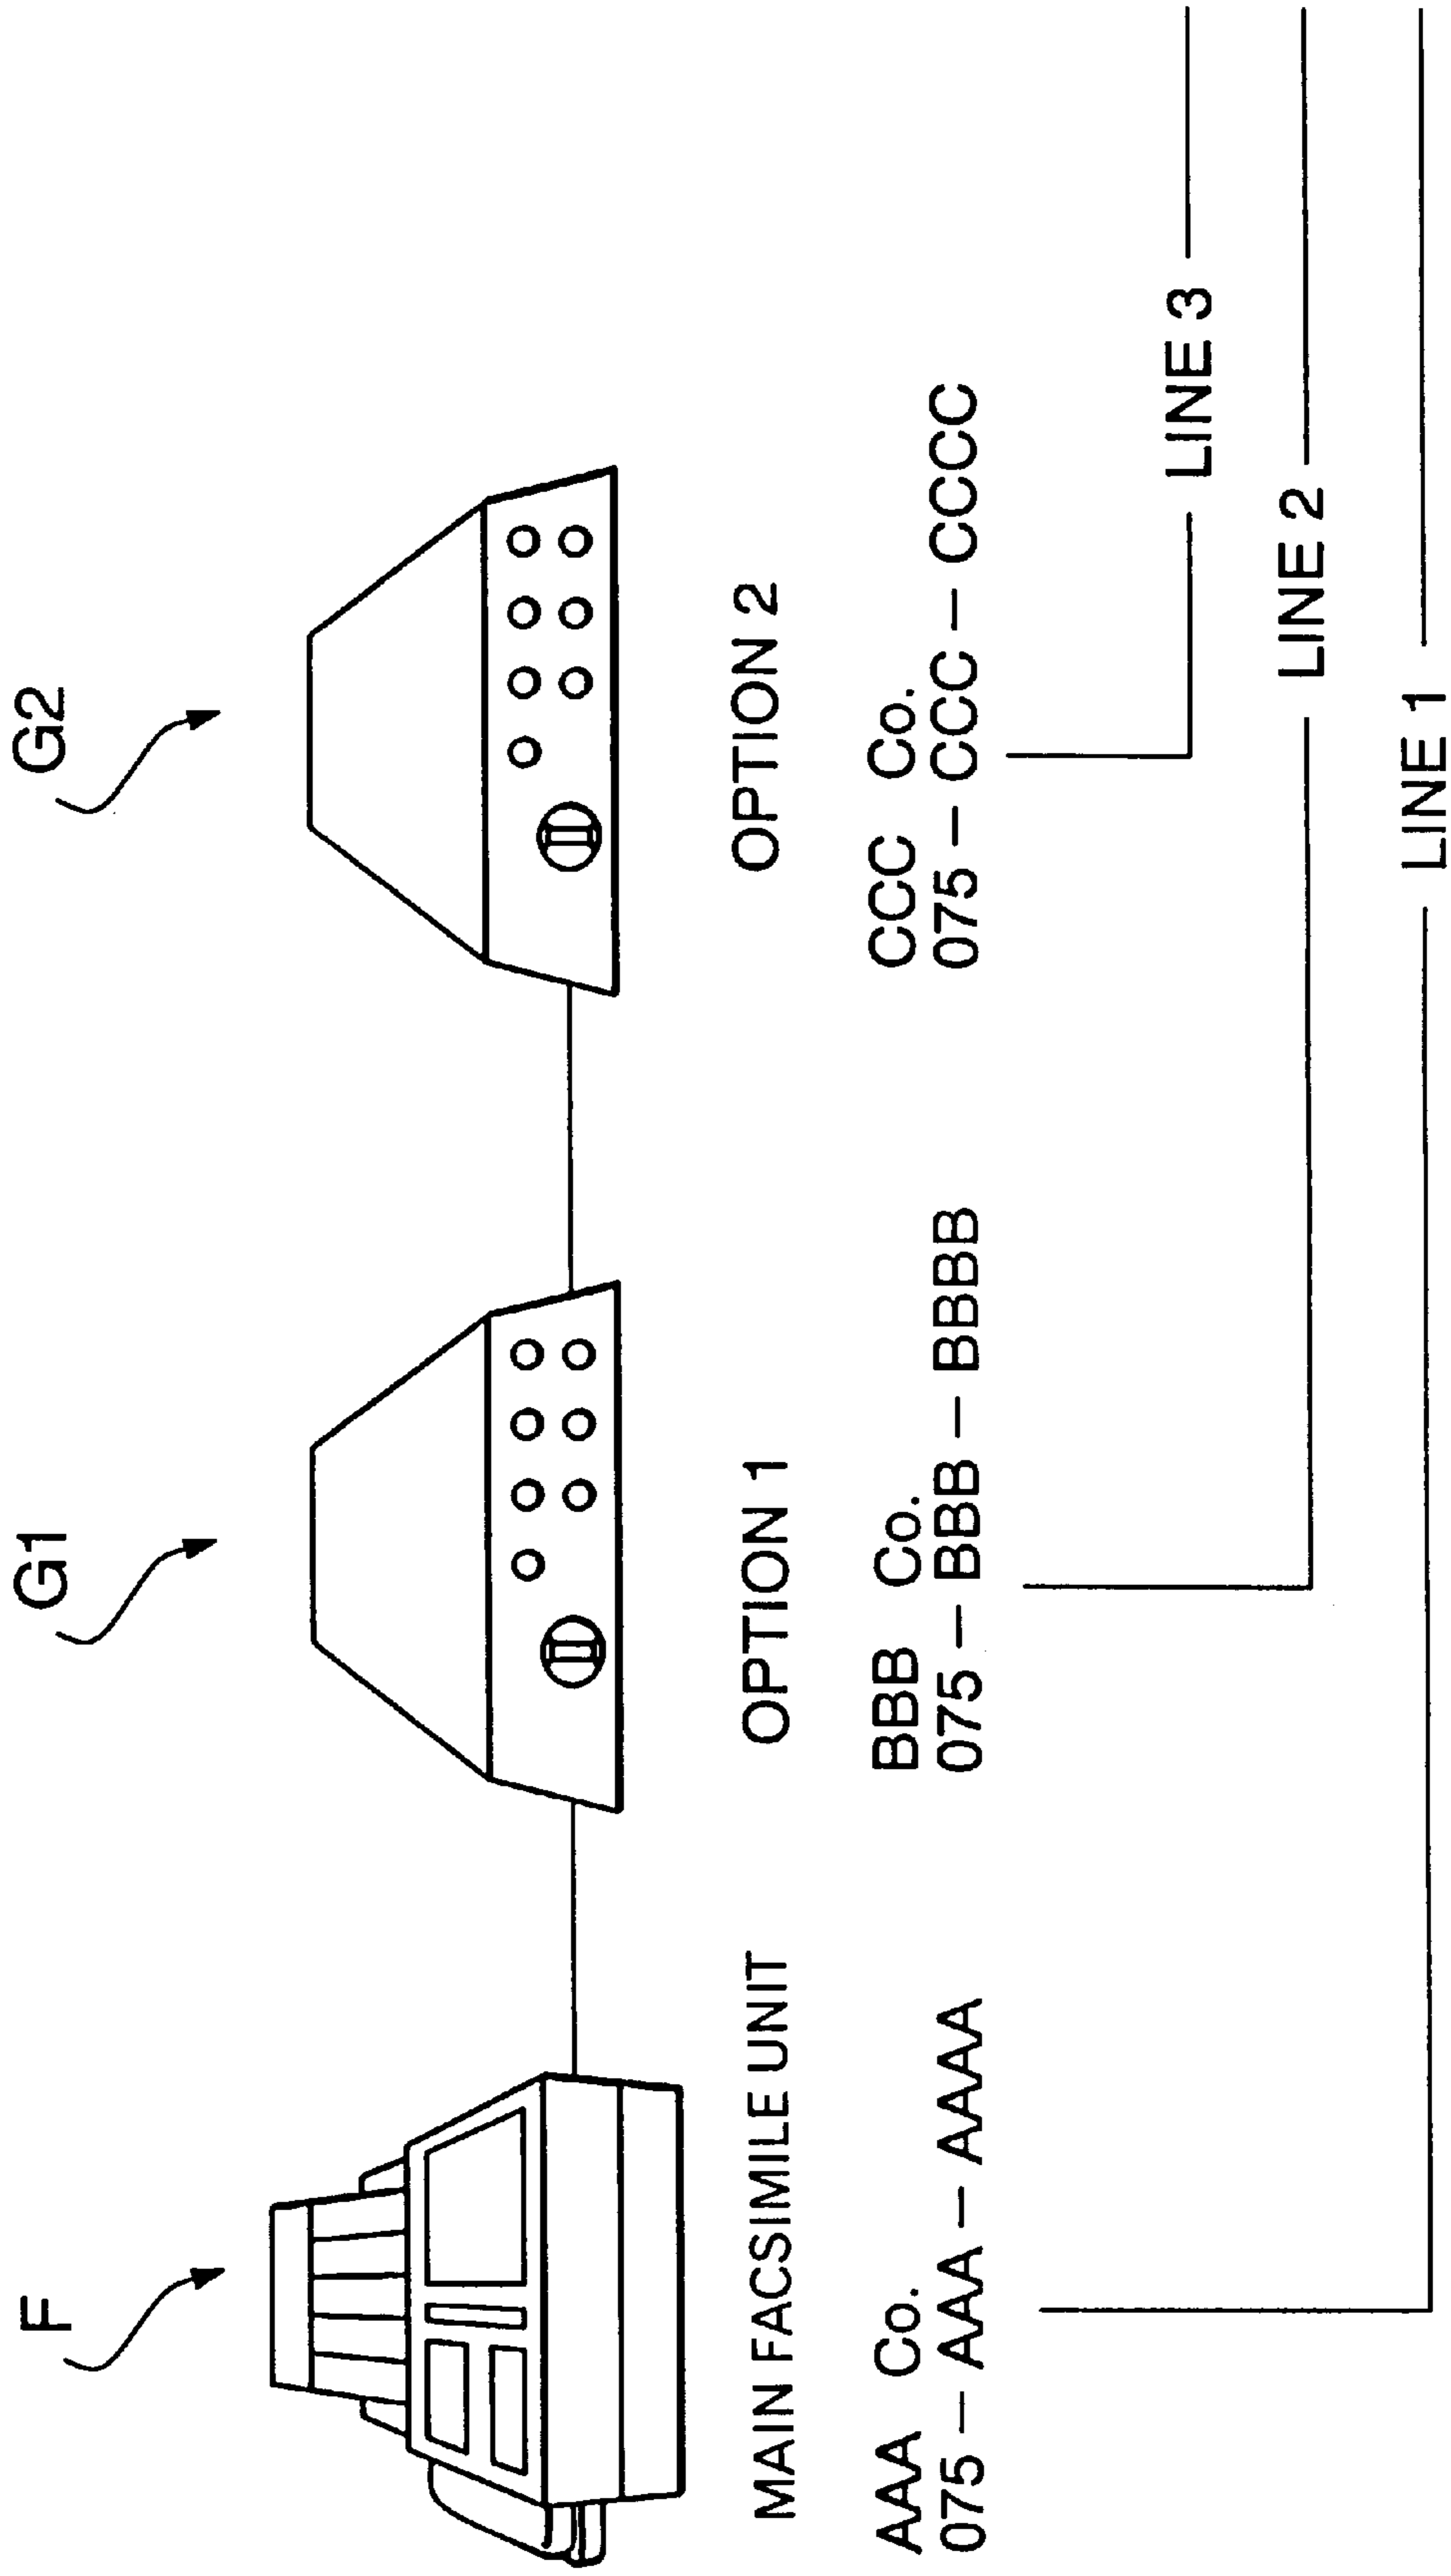 F
G1
G2
MAIN FACSIMILE UNIT
OPTION 1
OPTION 2
AAA Co.
075 – AAA – AAAA
BBB Co.
075 – BBB – BBBB
CCC Co.
075 – CCC – CCCC
LINE 3
LINE 2
LINE 1